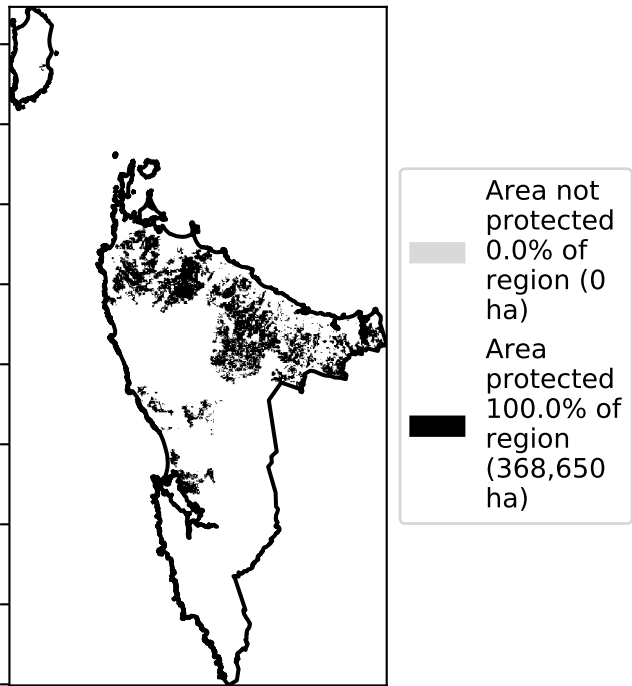 Area not
protected
0.0% of
region (0
ha)
Area
protected
100.0% of
region
(368,650
ha)